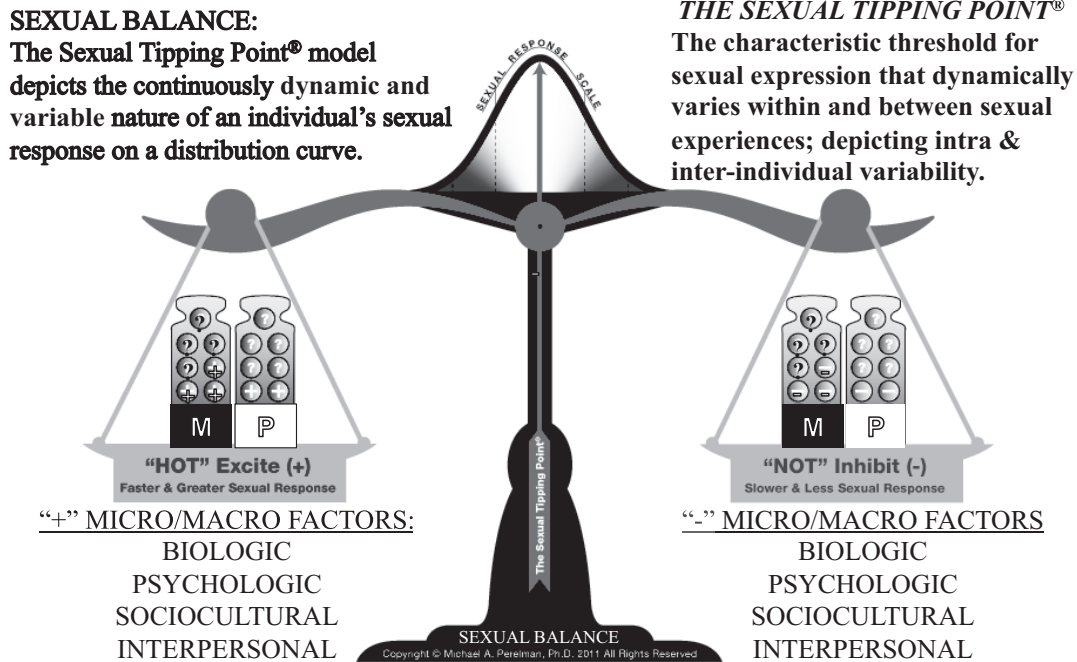 SEXUAL BALANCE:
The Sexual Tipping Point® model
depicts the continuously dynamic and
variable nature of an individual’s sexual
response on a distribution curve.
THE SEXUAL TIPPING POINT®
The characteristic threshold for
sexual expression that dynamically
varies within and between sexual
experiences; depicting intra &
inter-individual variability.
SEXUAL RESPONSE SCALE
-
? ?
? ? ? ?
? + ? ?
+ + + +
M P
“HOT” Excite (+)
Faster & Greater Sexual Response
“+” MICRO/MACRO FACTORS:
BIOLOGIC
PSYCHOLOGIC
SOCIOCULTURAL
INTERPERSONAL
? ?
? ? ? ?
? - ? ?
- - - -
M P
“NOT” Inhibit (-)
Slower & Less Sexual Response
“-” MICRO/MACRO FACTORS
BIOLOGIC
PSYCHOLOGIC
SOCIOCULTURAL
INTERPERSONAL
The Sexual Tipping Point®
SEXUAL BALANCE
Copyright © Michael A. Perelman, Ph.D. 2011 All Rights Reserved